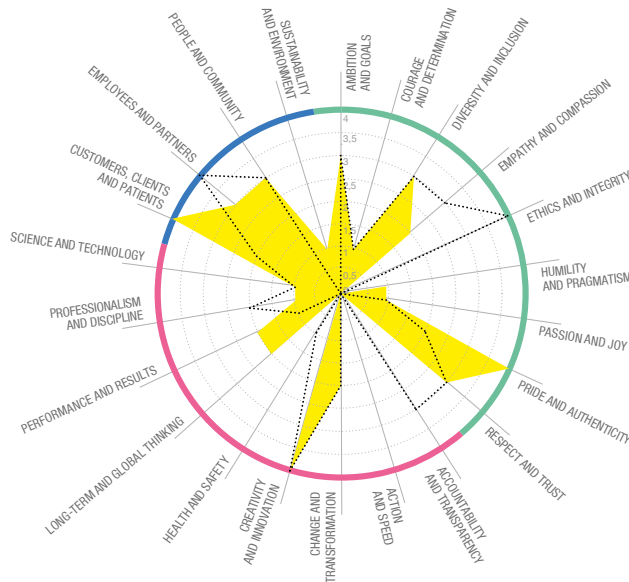 AMBITION
AND GOALS
COURAGE
AND DETERMINATION
DIVERSITY AND INCLUSION
EMPATHY AND COMPASSION
ETHICS AND INTEGRITY
HUMILITY
AND PRAGMATISM
PASSION AND JOY
PRIDE AND AUTHENTICITY
RESPECT AND TRUST
ACCOUNTABILITY
AND TRANSPARENCY
ACTION
AND SPEED
CHANGE AND
TRANSFORMATION
CREATIVITY
AND INNOVATION
HEALTH AND SAFETY
LONG-TERM AND GLOBAL THINKING
PERFORMANCE AND RESULTS
PROFESSIONALISM
AND DISCIPLINE
SCIENCE AND TECHNOLOGY
CUSTOMERS, CLIENTS
AND PATIENTS
EMPLOYEES AND PARTNERS
PEOPLE AND COMMUNITY
SUSTAINABILITY
AND ENVIRONMENT
4
3,5
3
2,5
2
1,5
1
0,5